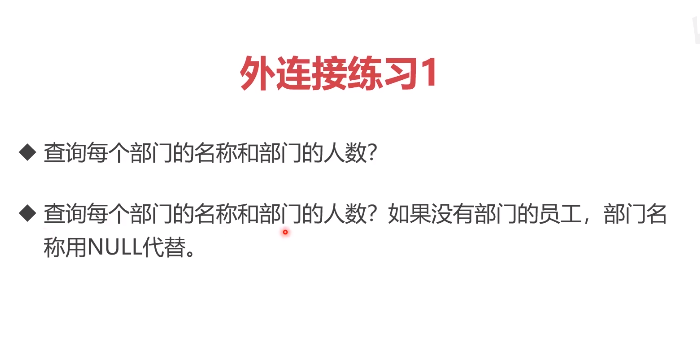 外连接练习1
◆ 查询每个部门的名称和部门的人数？
◆ 查询每个部门的名称和部门的人数？如果没有部门的员工，部门名
称用NULL代替。